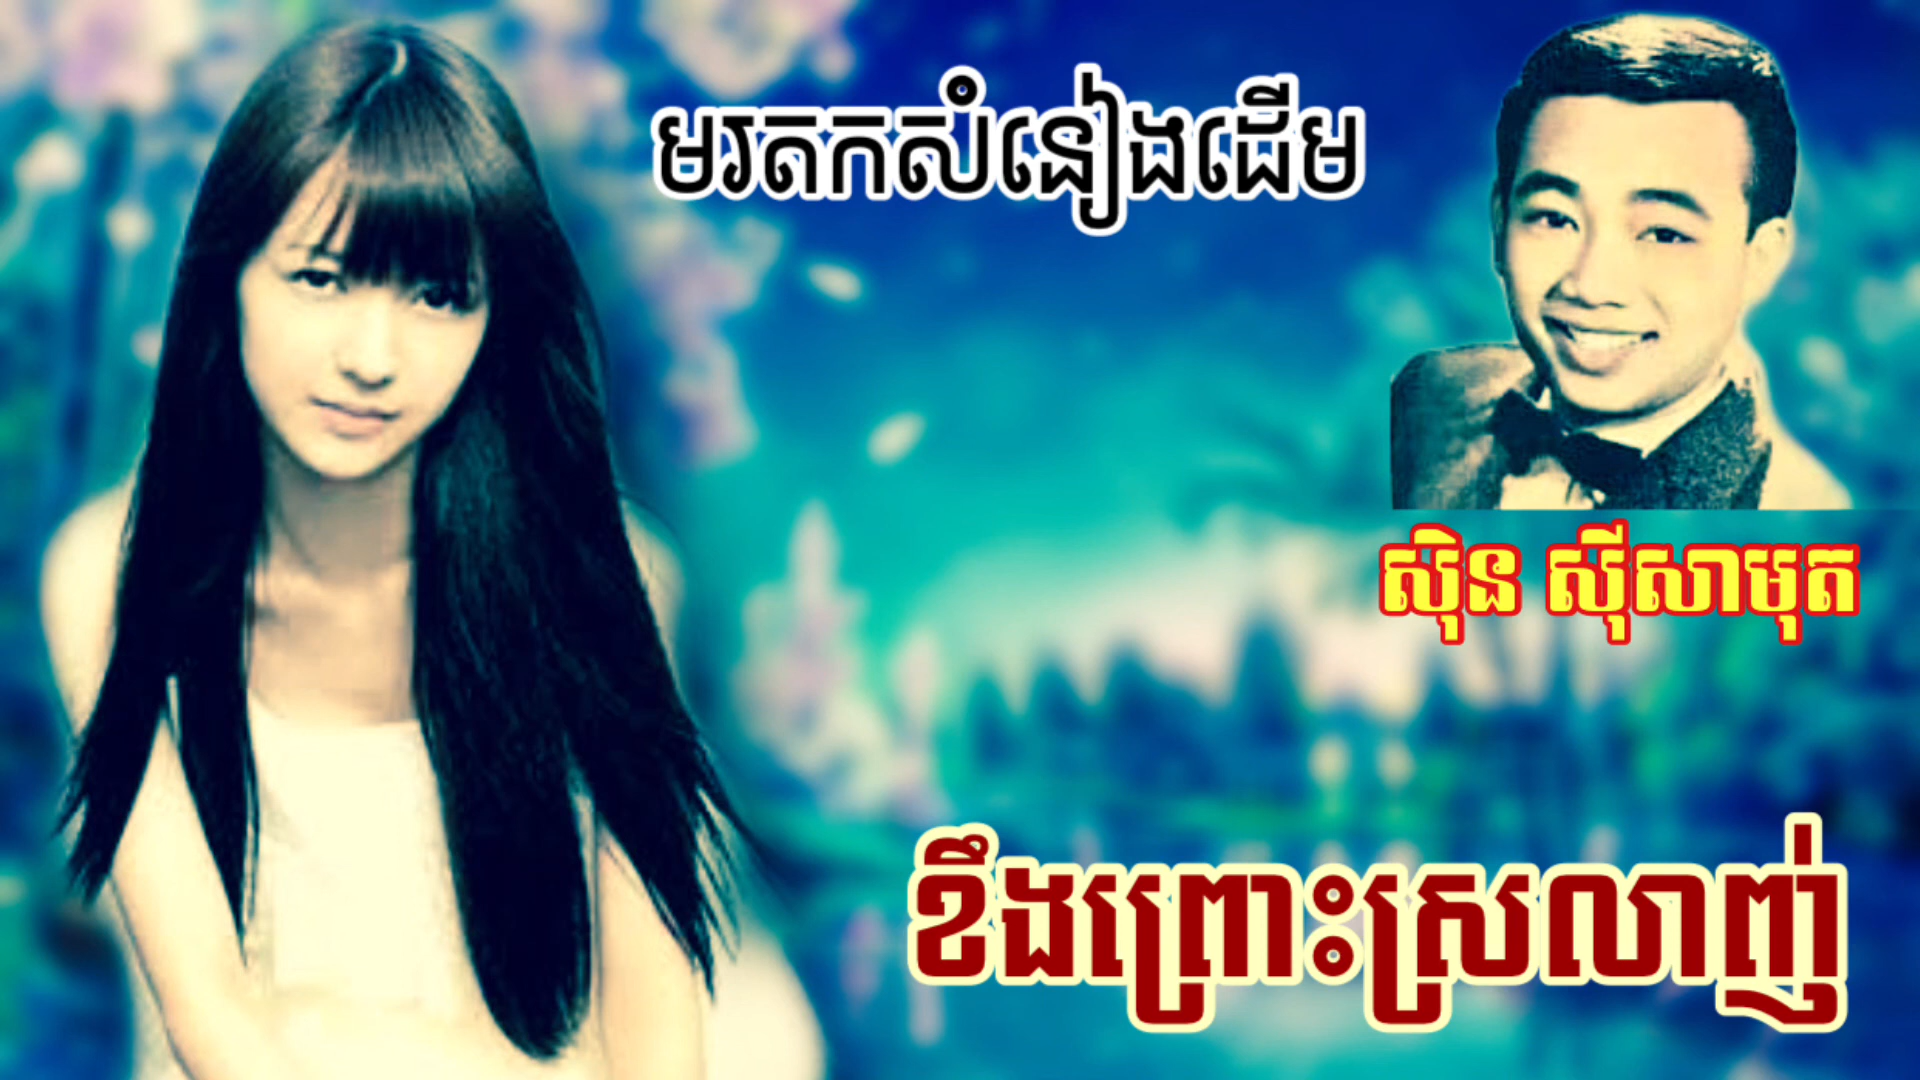 មរតកសំនៀងដើម
ស៊ិន ស៊ីសាមុត
ខឹងព្រោះស្រលាញ់